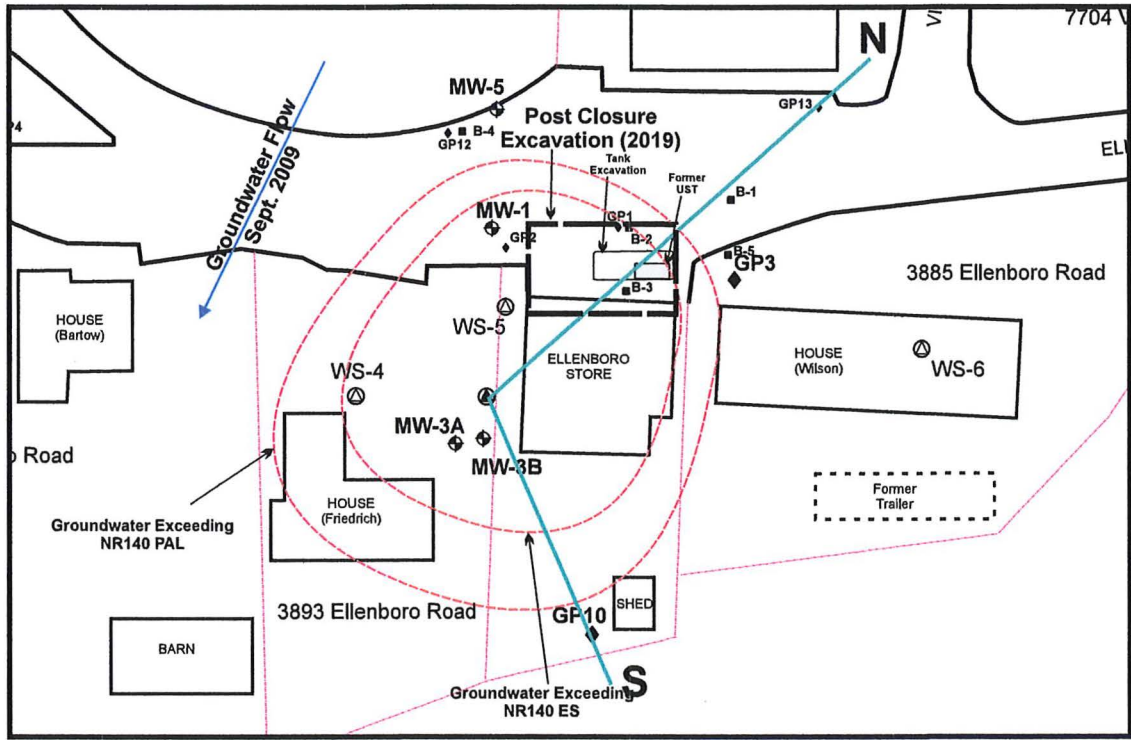 7704 V
VI
N
MW-5
GP13
P4
B-4
GP12
Post Closure
Excavation (2019)
Groundwater Flow
Sept. 2009
Tank
Excavation
Former
UST
ELL
B-1
MW-1
GP1
B-2
GP2
B-5
GP3
3885 Ellenboro Road
B-3
HOUSE
(Bartow)
WS-5
ELLENBORO
STORE
HOUSE
(Wilson)
WS-6
WS-4
MW-3A
MW-3B
o Road
Former
Trailer
HOUSE
(Friedrich)
Groundwater Exceeding
NR140 PAL
3893 Ellenboro Road
GP10
SHED
BARN
S
Groundwater Exceeding
NR140 ES